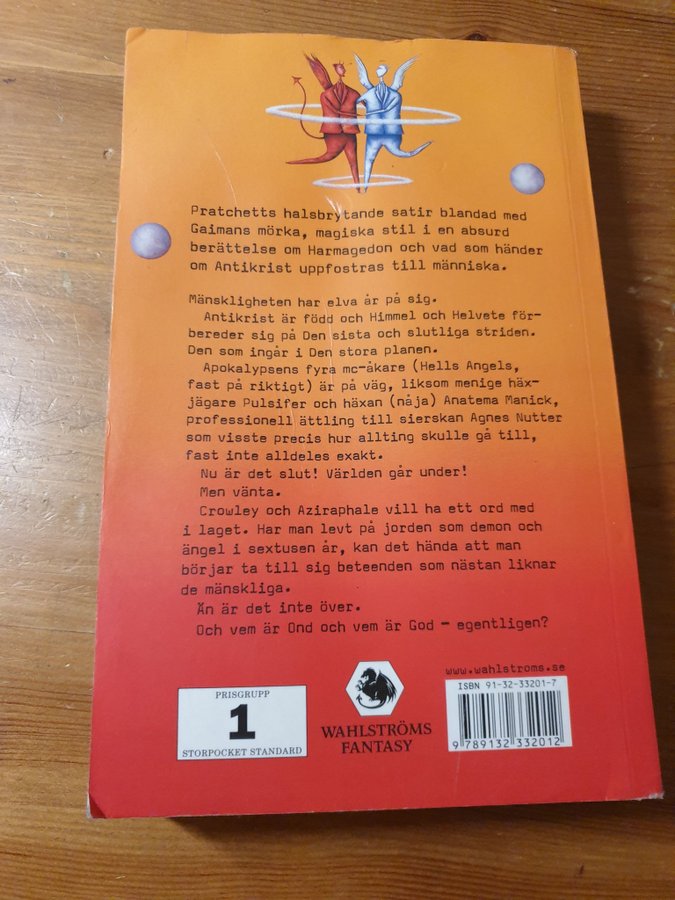 Pratchetts halsbrytande satir blandad med
Gaimans mörka, magiska stil i en absurd
berättelse om Harmagedon och vad som händer
om Antikrist uppfostras till människa.
Mänskligheten har elva år på sig.
Antikrist är född och Himmel och Helvete för-
bereder sig på Den sista och slutliga striden.
Den som ingår i Den stora planen.
Apokalypsens fyra mc-åkare (Hells Angels,
fast på riktigt) är på väg, liksom menige häx-
jägare Pulsifer och häxan (nåja) Anatema Manick,
professionell ättling till sierskan Agnes Nutter
som visste precis hur allting skulle gå till,
fast inte alldeles exakt.
Nu är det slut! Världen går under!
Men vänta.
Crowley och Aziraphale vill ha ett ord med
i laget. Har man levt på jorden som demon och
ängel i sextusen år, kan det hända att man
börjar ta till sig beteenden som nästan liknar
de mänskliga.
Än är det inte över.
Och vem är Ond och vem är God – egentligen?
www.wahlstroms.se
PRISGRUPP
1
STORPOCKET STANDARD
WAHLSTRÖMS
FANTASY
ISBN 91-32-33201-7
9 789132 332012